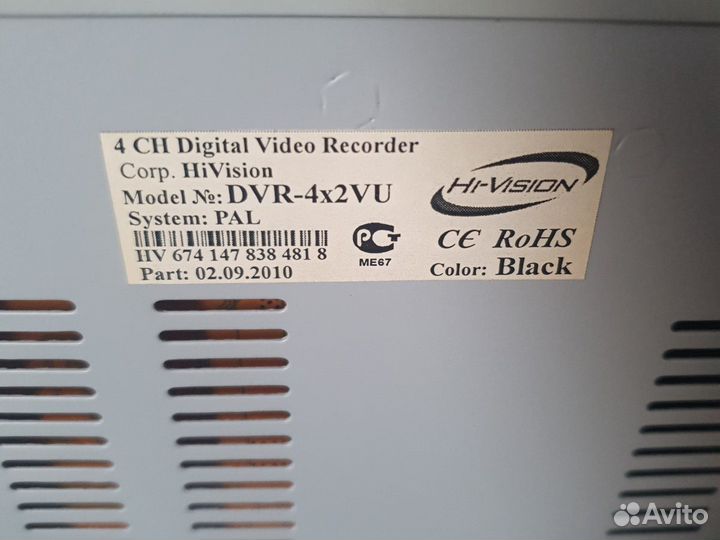 4 CH Digital Video Recorder
Corp. HiVision
Model №: DVR-4x2VU
System: PAL
HV 674 147 838 481 8
Part: 02.09.2010
HI-VISION
РСТ
ME67
CE RoHS
Color: Black
Avito